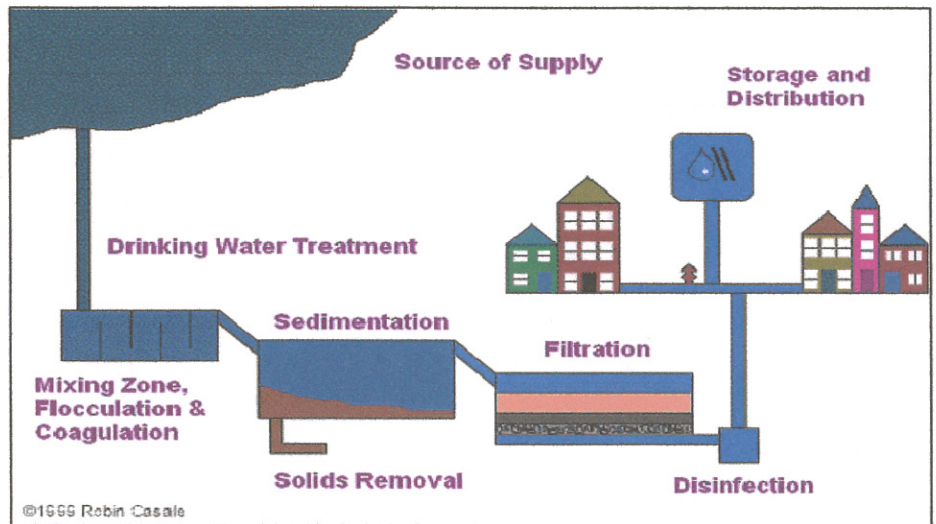 Source of Supply
Storage and
Distribution
Drinking Water Treatment
Sedimentation
Filtration
Mixing Zone,
Flocculation &
Coagulation
Solids Removal
Disinfection
©1999 Robin Casale